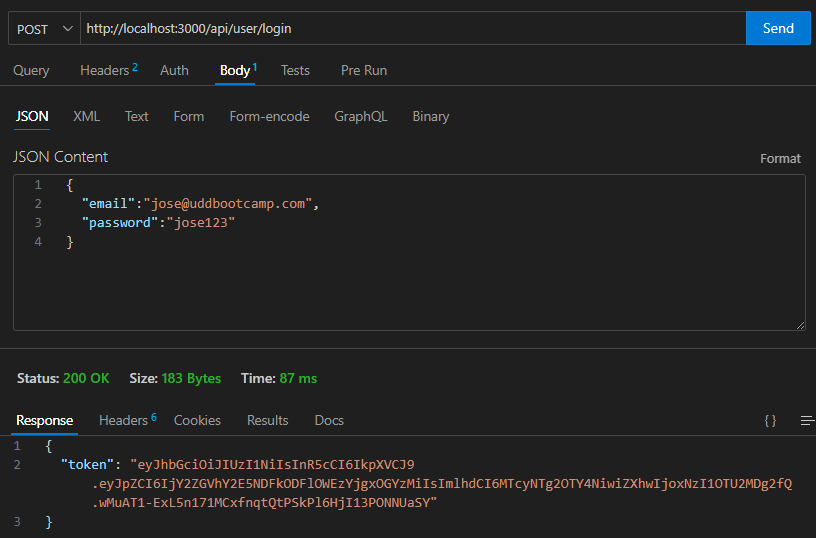 POST http://localhost:3000/api/user/login Send
Query Headers 2 Auth Body 1 Tests Pre Run
JSON XML Text Form Form-encode GraphQL Binary
JSON Content Format
1 {
2 "email":"jose@uddbootcamp.com",
3 "password":"jose123"
4 }
Status: 200 OK Size: 183 Bytes Time: 87 ms
Response Headers 6 Cookies Results Docs { }
1 {
2 "token": "eyJhbGciOiJIUzI1NiIsInR5cCI6IkpXVCJ9
.eyJpZCI6IjY2ZGVhY2E5NDFkODFlOWEzYjgxOGYzMiIsImlhdCI6MTcyNTg2OTY4NiwiZXhwIjoxNzI1OTU2MDg2fQ
.wMuAT1-ExL5n171MCxfnqtQtPSkPl6HjI13PONNUaSY"
3 }